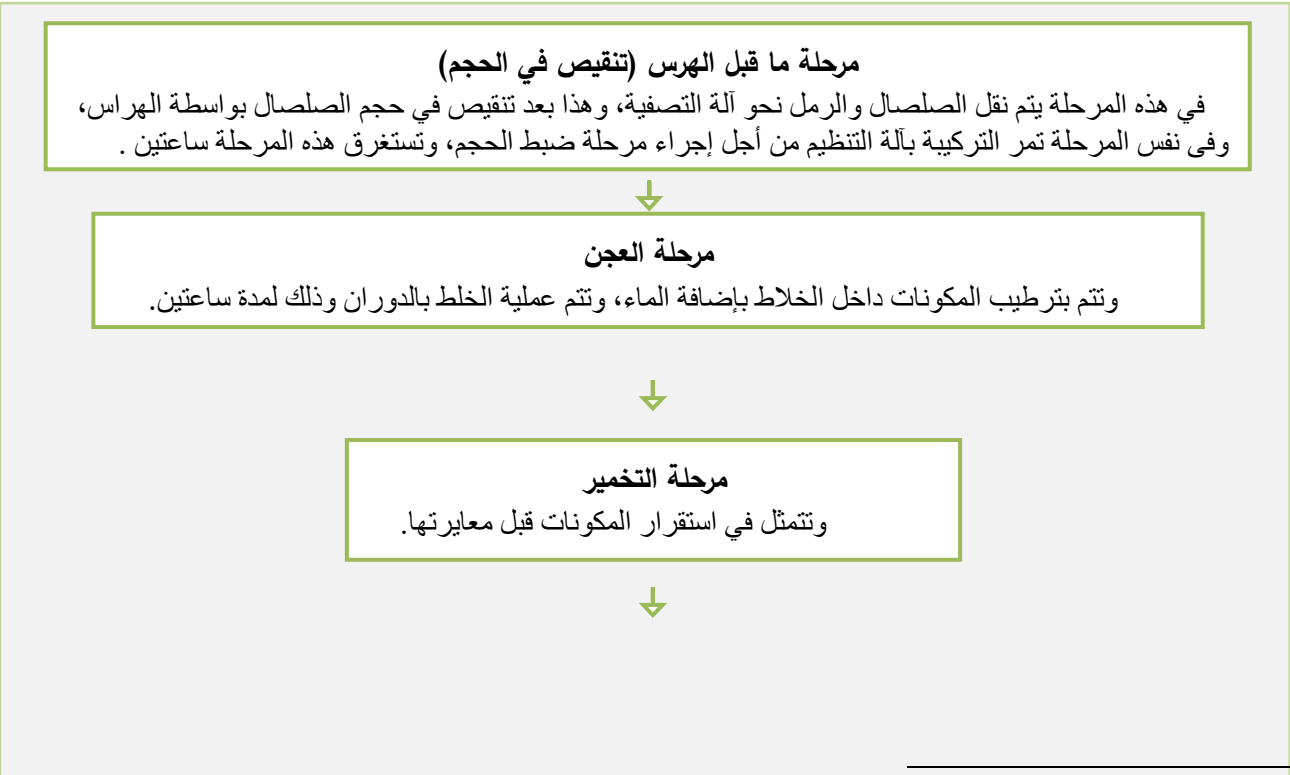 مرحلة ما قبل الهرس (تنقيص في الحجم)
في هذه المرحلة يتم نقل الصلصال والرمل نحو آلة التصفية، وهذا بعد تنقيص في حجم الصلصال بواسطة الهراس،
وفى نفس المرحلة تمر التركيبة بآلة التنظيم من أجل إجراء مرحلة ضبط الحجم، وتستغرق هذه المرحلة ساعتين .
مرحلة العجن
وتتم بترطيب المكونات داخل الخلاط بإضافة الماء، وتتم عملية الخلط بالدوران وذلك لمدة ساعتين.
مرحلة التخمير
وتتمثل في استقرار المكونات قبل معايرتها.